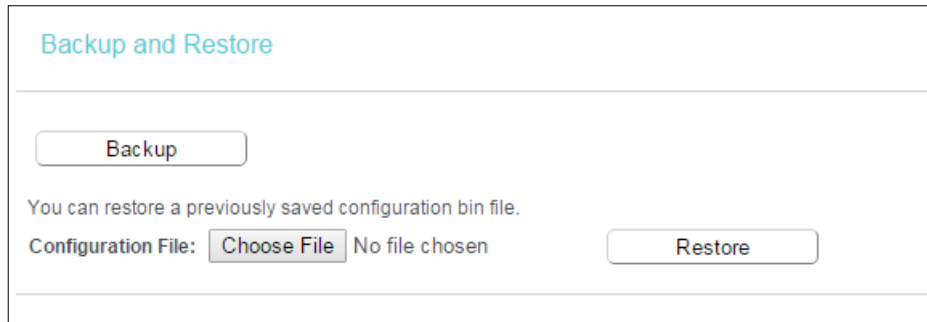 Backup and Restore
Backup
You can restore a previously saved configuration bin file.
Configuration File: Choose File No file chosen Restore